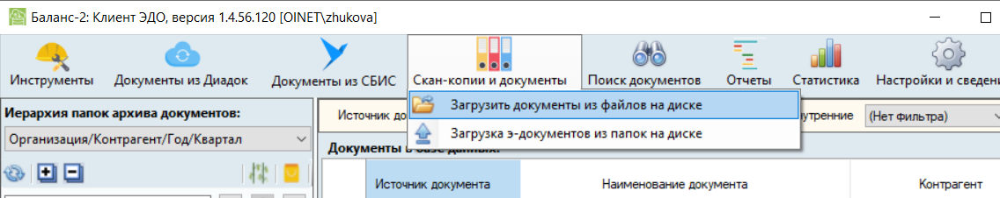 Баланс-2: Клиент ЭДО, версия 1.4.56.120 [OINET\zhukova]
Инструменты
Документы из Диадок
Документы из СБИС
Скан-копии и документы
Поиск документов
Отчеты
Статистика
Настройки и сведен
Загрузить документы из файлов на диске
Загрузка э-документов из папок на диске
Иерархия папок архива документов:
Организация/Контрагент/Год/Квартал
Источник до
утренние
(Нет фильтра)
Документы в базе данных:
Источник документа
Наименование документа
Контрагент